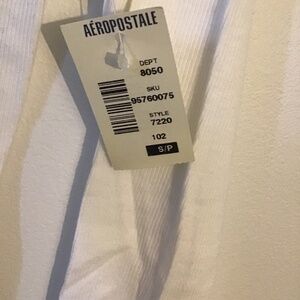 AÉROPOSTALE
DEPT
8050
SKU
95760075
STYLE
7220
102
S/P